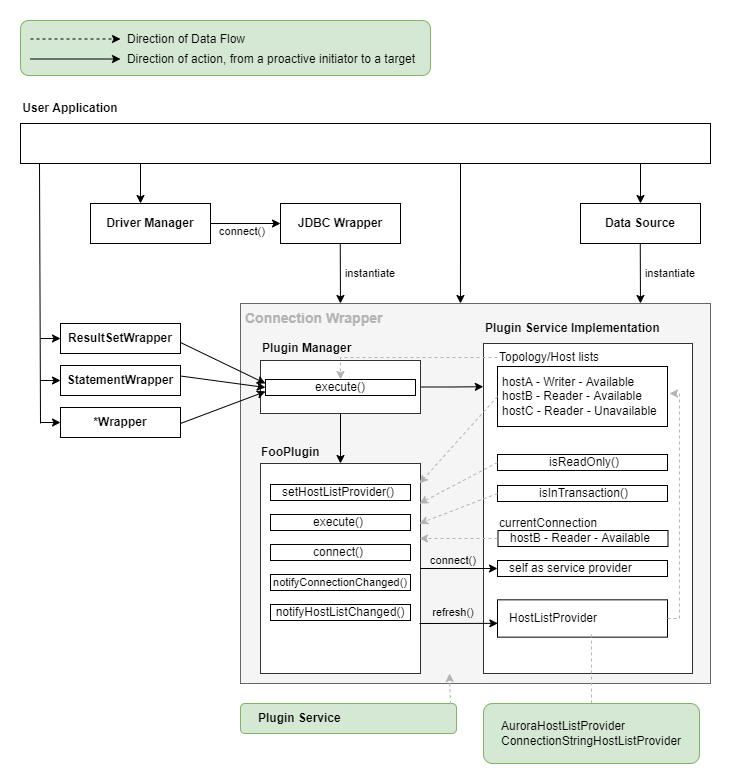 Direction of Data Flow
Direction of action, from a proactive initiator to a target
User Application
Driver Manager
connect()
JDBC Wrapper
Data Source
instantiate
instantiate
Connection Wrapper
ResultSetWrapper
StatementWrapper
*Wrapper
Plugin Manager
execute()
Plugin Service Implementation
Topology/Host lists
hostA - Writer - Available
hostB - Reader - Available
hostC - Reader - Unavailable
FooPlugin
setHostListProvider()
execute()
connect()
notifyConnectionChanged()
notifyHostListChanged()
isReadOnly()
isInTransaction()
currentConnection
hostB - Reader - Available
connect()
self as service provider
refresh()
HostListProvider
Plugin Service
AuroraHostListProvider
ConnectionStringHostListProvider